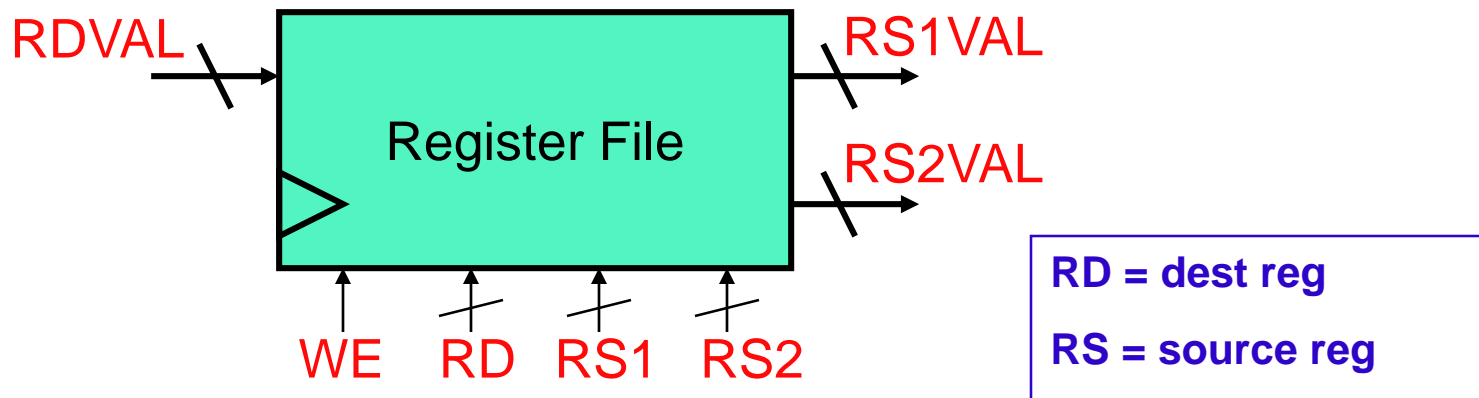 RDVAL
RS1VAL
Register File
RS2VAL
WE RD RS1 RS2
RD = dest reg
RS = source reg